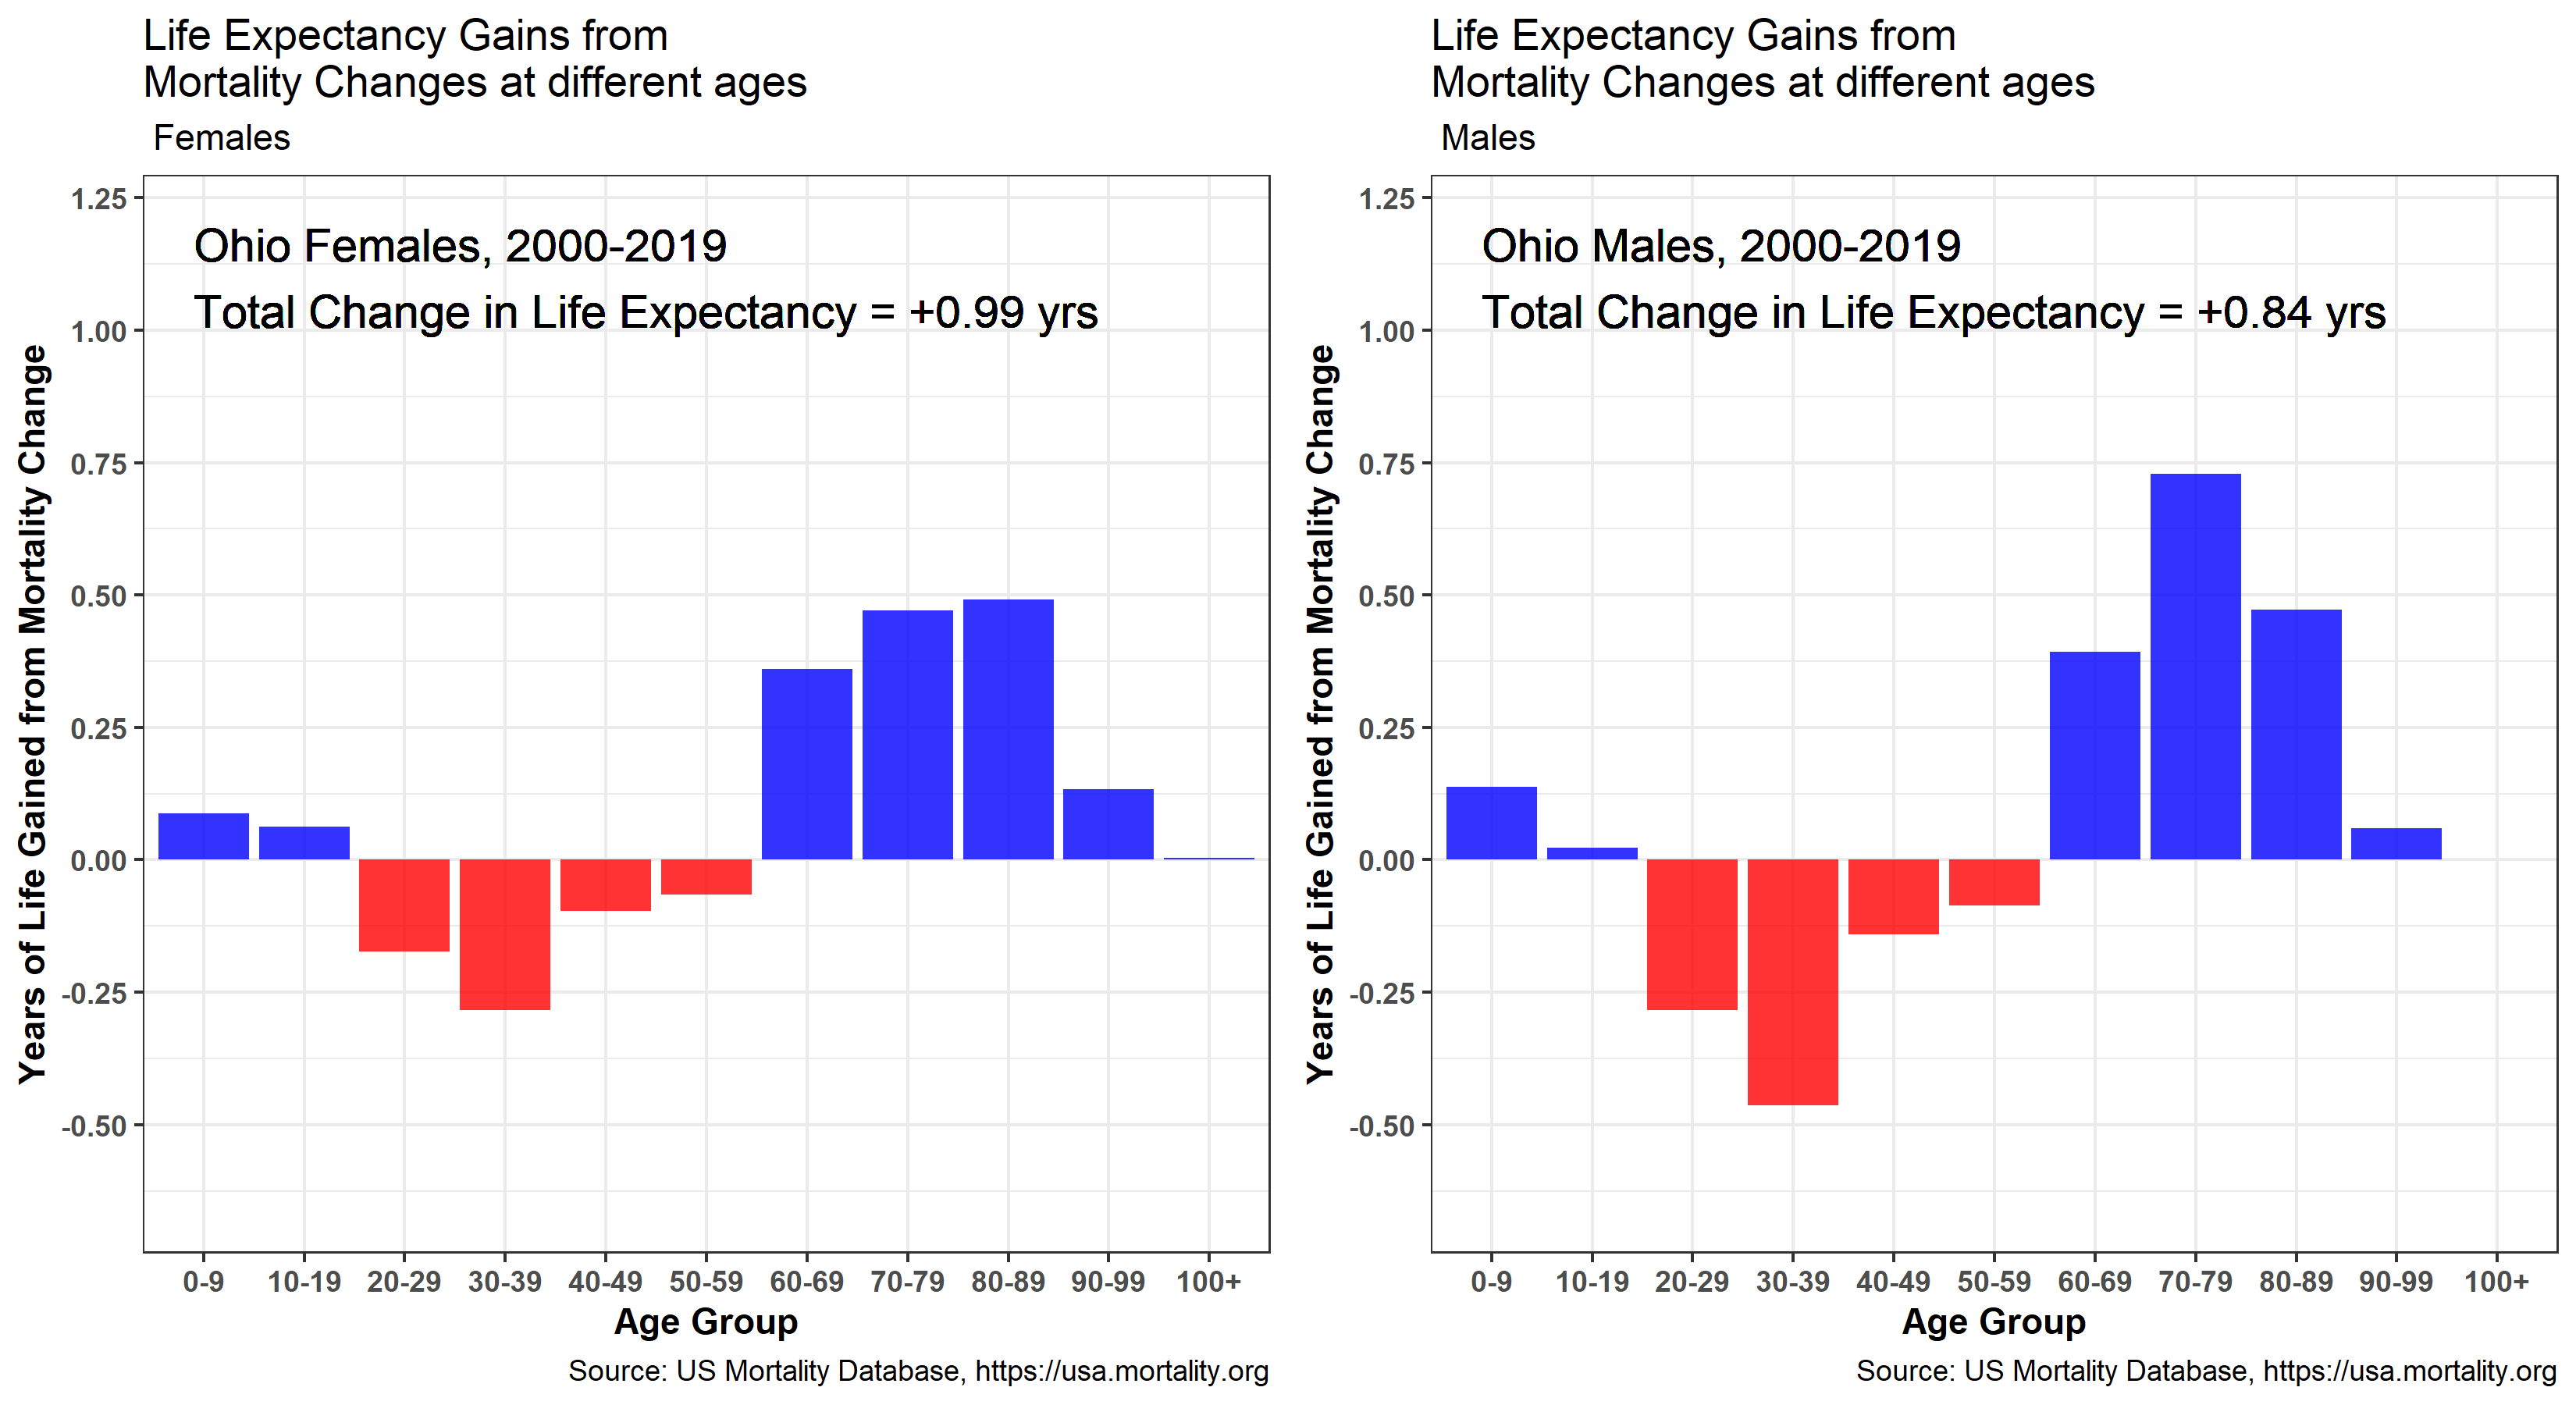 Life Expectancy Gains from
Mortality Changes at different ages
Females
Ohio Females, 2000-2019
Total Change in Life Expectancy = +0.99 yrs
Years of Life Gained from Mortality Change
1.25
1.00
0.75
0.50
0.25
0.00
-0.25
-0.50
0-9 10-19 20-29 30-39 40-49 50-59 60-69 70-79 80-89 90-99 100+
Age Group
Source: US Mortality Database, https://usa.mortality.org
Life Expectancy Gains from
Mortality Changes at different ages
Males
Ohio Males, 2000-2019
Total Change in Life Expectancy = +0.84 yrs
Years of Life Gained from Mortality Change
1.25
1.00
0.75
0.50
0.25
0.00
-0.25
-0.50
0-9 10-19 20-29 30-39 40-49 50-59 60-69 70-79 80-89 90-99 100+
Age Group
Source: US Mortality Database, https://usa.mortality.org